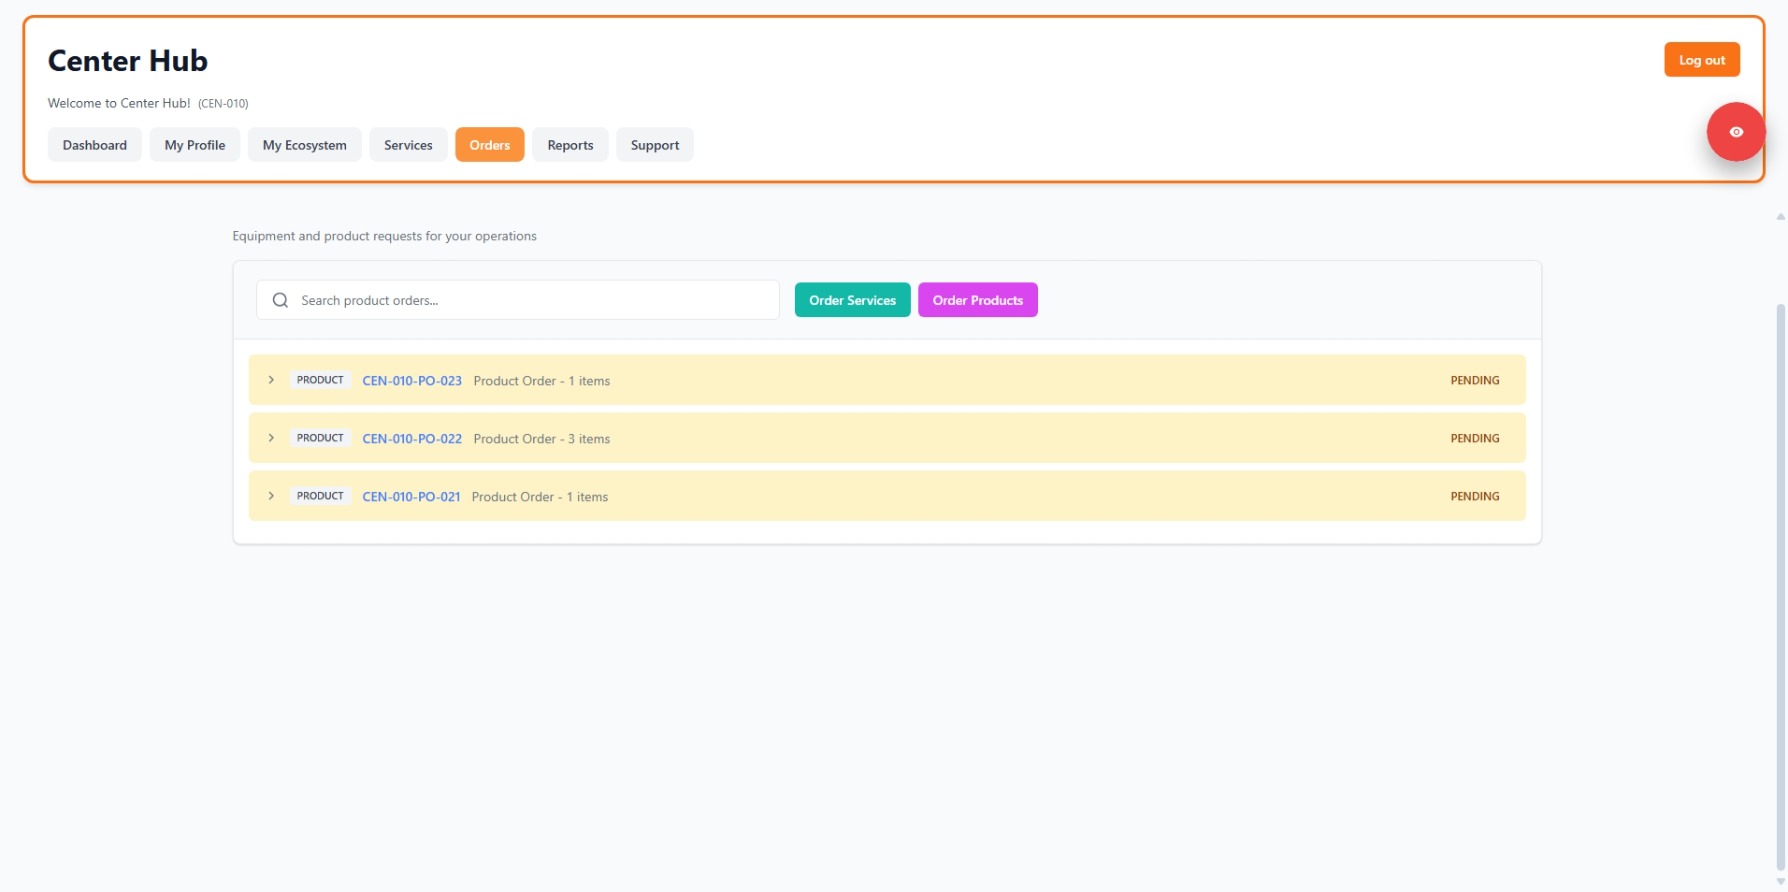 Center Hub
Log out
Welcome to Center Hub! (CEN-010)
Dashboard My Profile My Ecosystem Services Orders Reports Support
Equipment and product requests for your operations
Search product orders... Order Services Order Products
PRODUCT CEN-010-PO-023 Product Order - 1 items PENDING
PRODUCT CEN-010-PO-022 Product Order - 3 items PENDING
PRODUCT CEN-010-PO-021 Product Order - 1 items PENDING